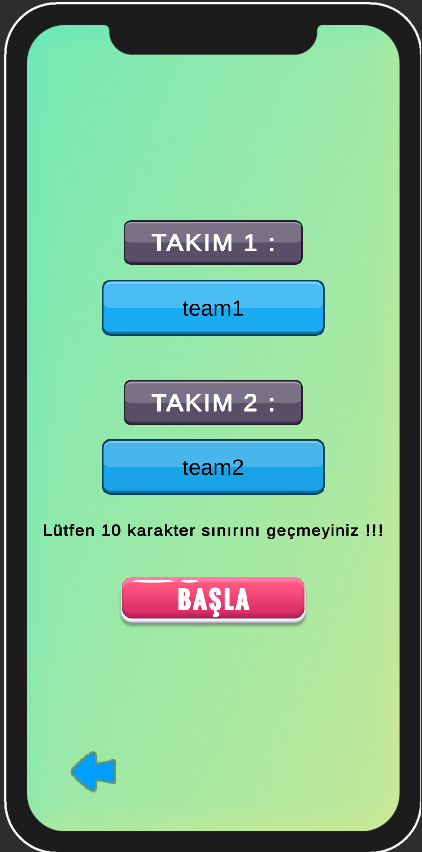 TAKIM 1 :
team1
TAKIM 2 :
team2
Lütfen 10 karakter sınırını geçmeyiniz !!!
BAŞLA